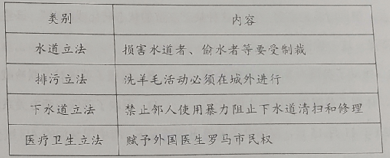 类别 内容
水道立法 损害水道者、偷水者等要受制裁
排污立法 洗羊毛活动必须在城外进行
下水道立法 禁止邻人使用暴力阻止下水道清扫和修理
医疗卫生立法 赋予外国医生罗马市民权